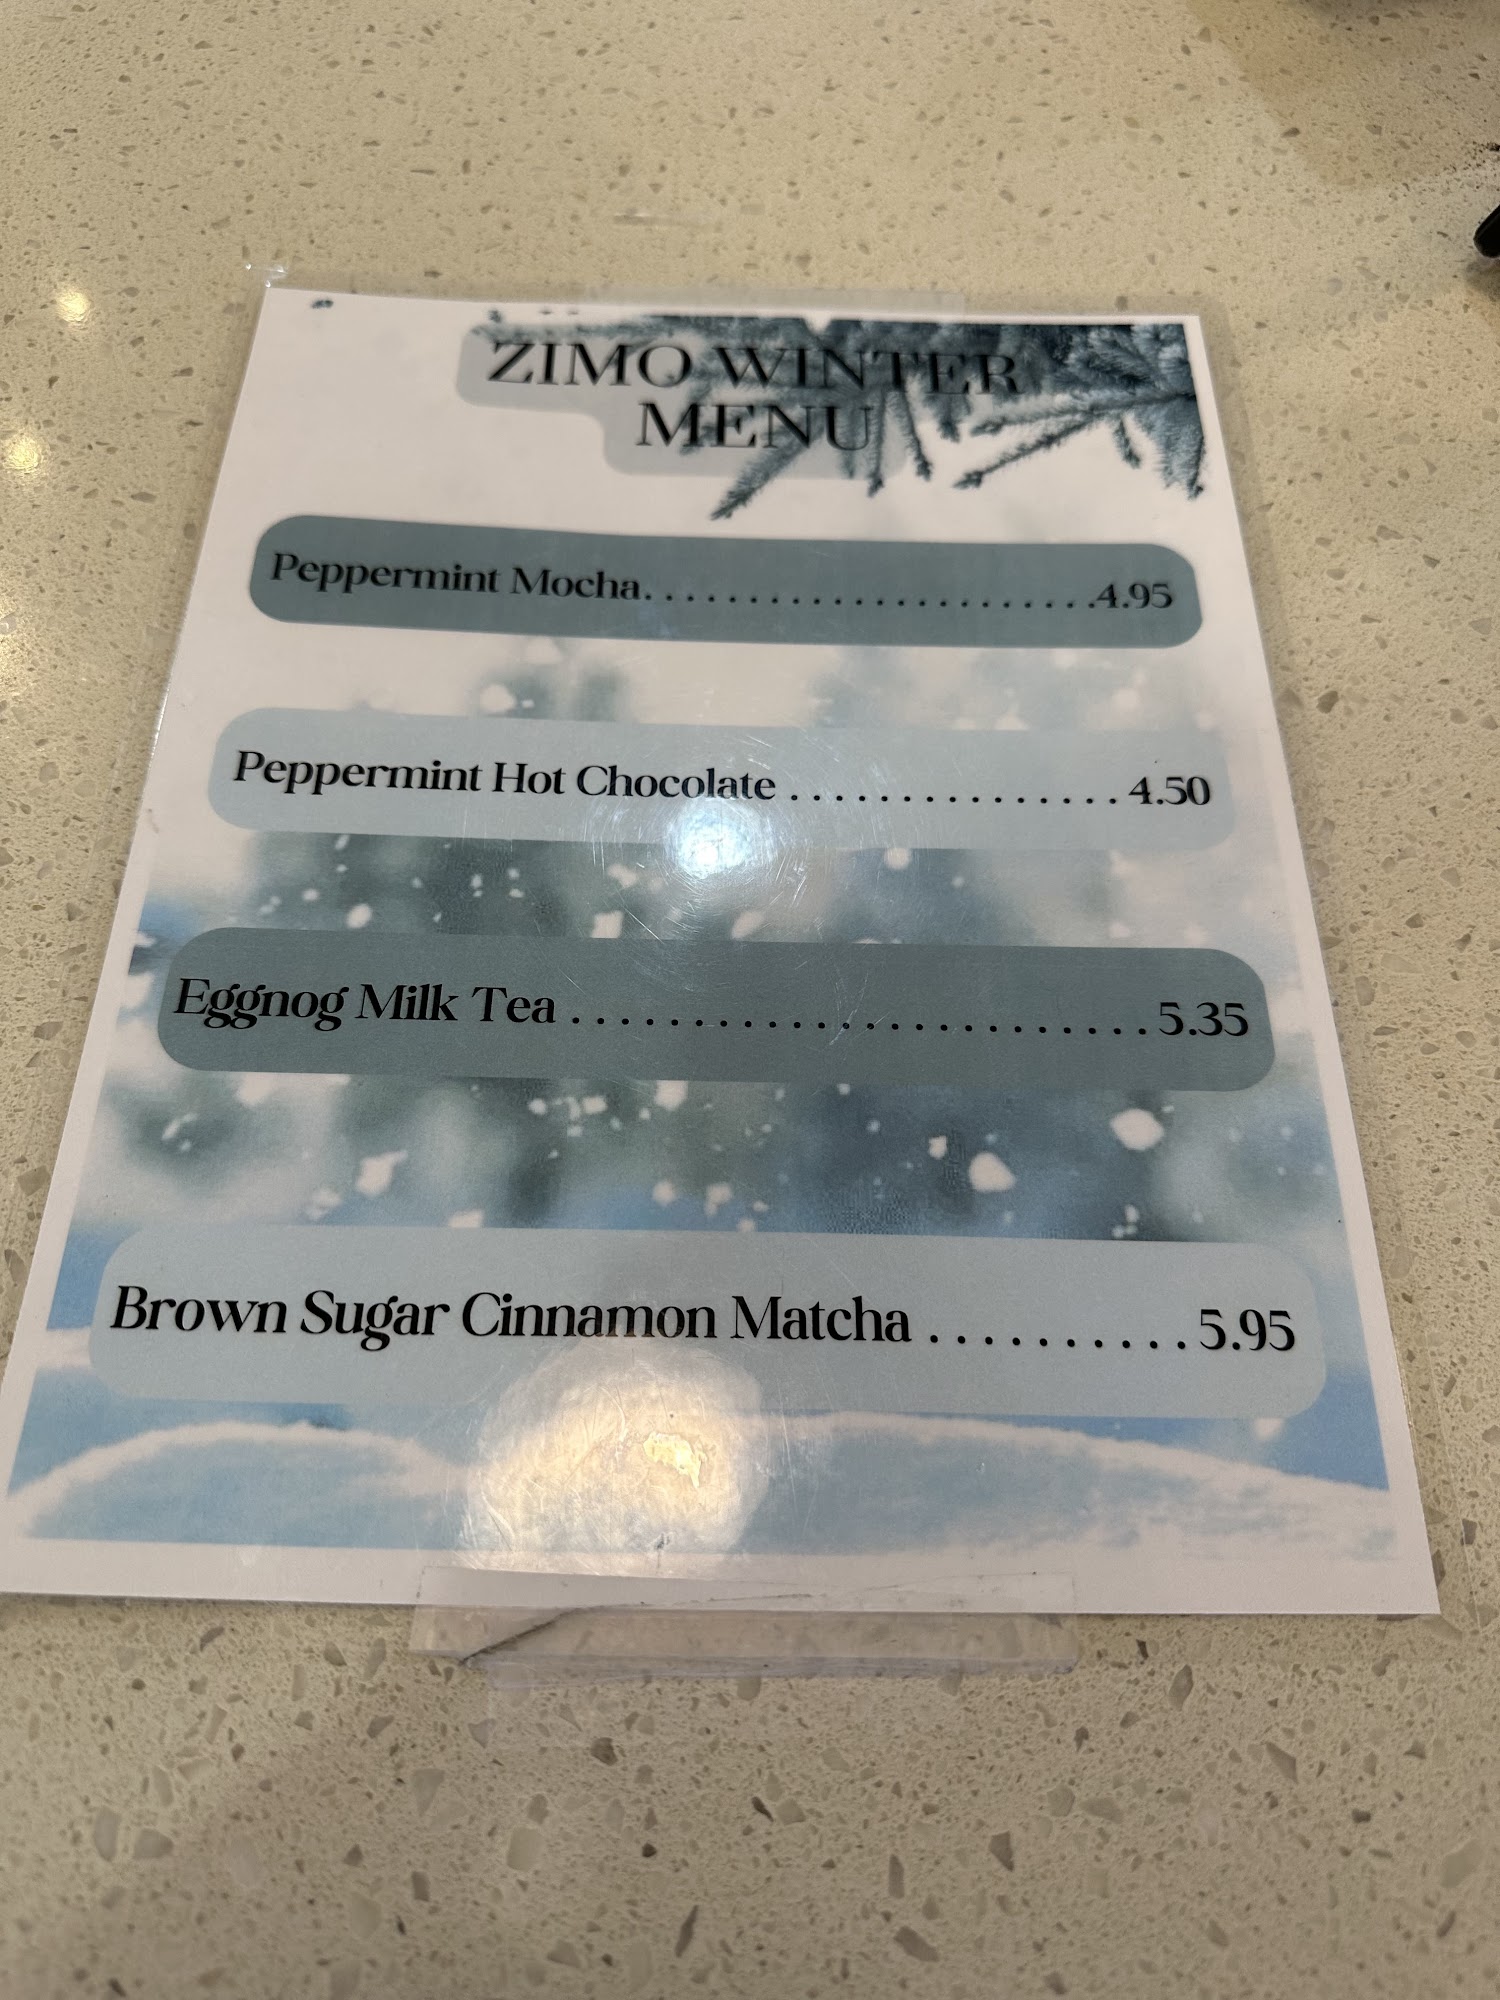 ZIMO WINTER
MENU
Peppermint Mocha.......................4.95
Peppermint Hot Chocolate ............... 4.50
Eggnog Milk Tea ........................ 5.35
Brown Sugar Cinnamon Matcha .......... 5.95